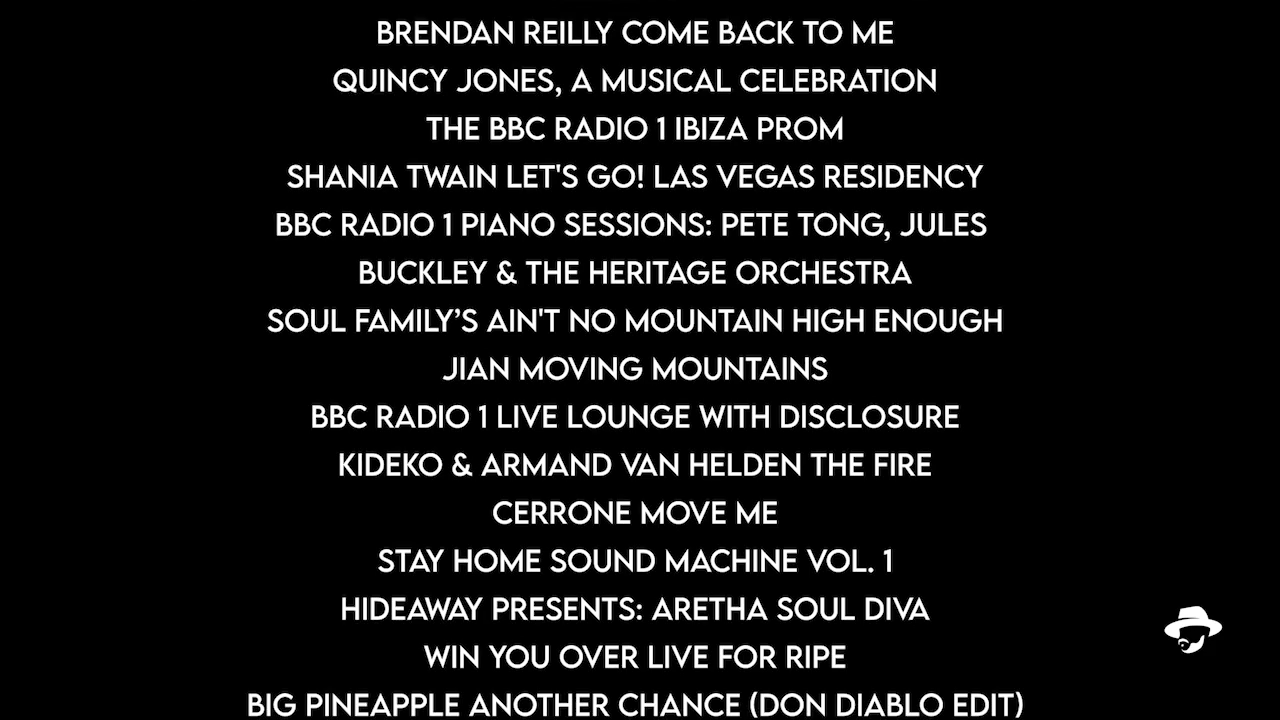 BRENDAN REILLY COME BACK TO ME
QUINCY JONES, A MUSICAL CELEBRATION
THE BBC RADIO 1 IBIZA PROM
SHANIA TWAIN LET'S GO! LAS VEGAS RESIDENCY
BBC RADIO 1 PIANO SESSIONS: PETE TONG, JULES
BUCKLEY & THE HERITAGE ORCHESTRA
SOUL FAMILY’S AIN'T NO MOUNTAIN HIGH ENOUGH
JIAN MOVING MOUNTAINS
BBC RADIO 1 LIVE LOUNGE WITH DISCLOSURE
KIDEKO & ARMAND VAN HELDEN THE FIRE
CERRONE MOVE ME
STAY HOME SOUND MACHINE VOL. 1
HIDEAWAY PRESENTS: ARETHA SOUL DIVA
WIN YOU OVER LIVE FOR RIPE
BIG PINEAPPLE ANOTHER CHANCE (DON DIABLO EDIT)